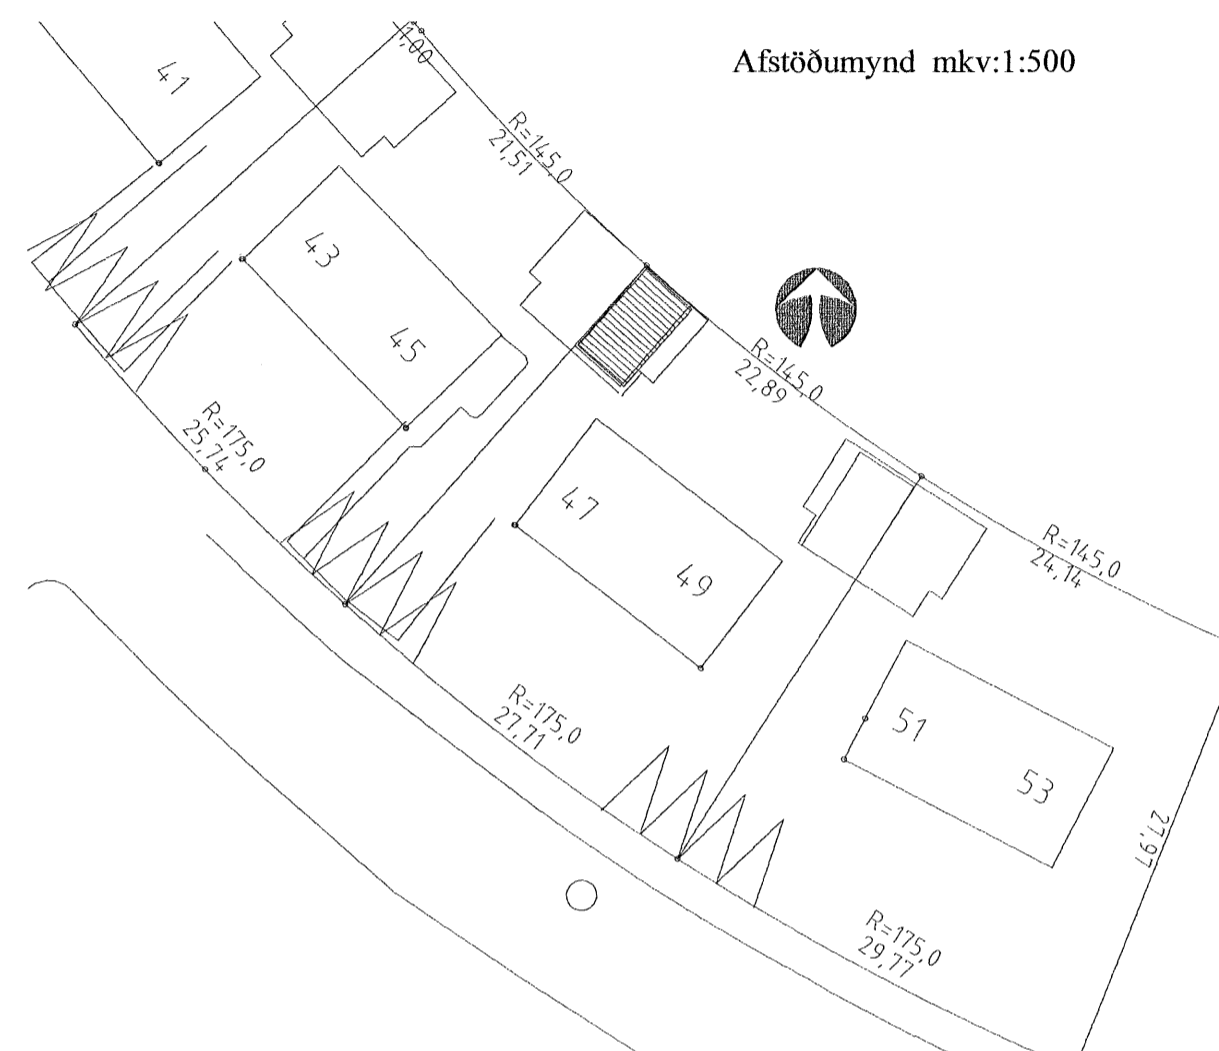 Afstöðumynd mkv:1:500
41
1,00
R=145,0
21,51
43
45
R=145,0
22,89
R=175,0
25,74
47
49
R=145,0
24,14
R=175,0
27,71
51
53
27,97
R=175,0
29,77